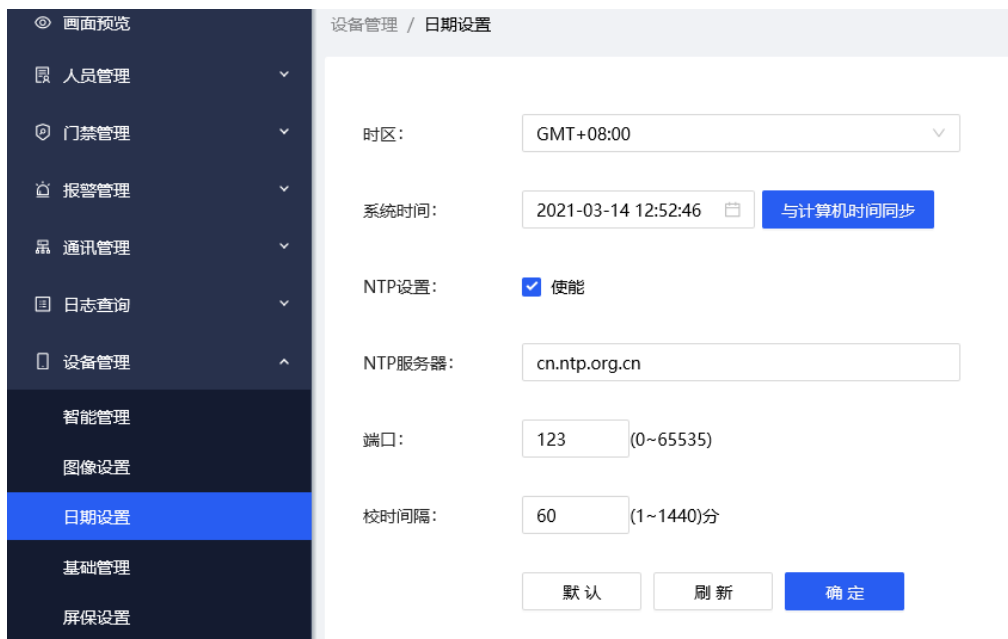 画面预览
人员管理
门禁管理
报警管理
通讯管理
日志查询
设备管理
智能管理
图像设置
日期设置
基础管理
屏保设置
设备管理 / 日期设置
时区： GMT+08:00
系统时间： 2021-03-14 12:52:46 与计算机时间同步
NTP设置： 使能
NTP服务器： cn.ntp.org.cn
端口： 123 (0~65535)
校时间隔： 60 (1~1440)分
默 认 刷 新 确 定